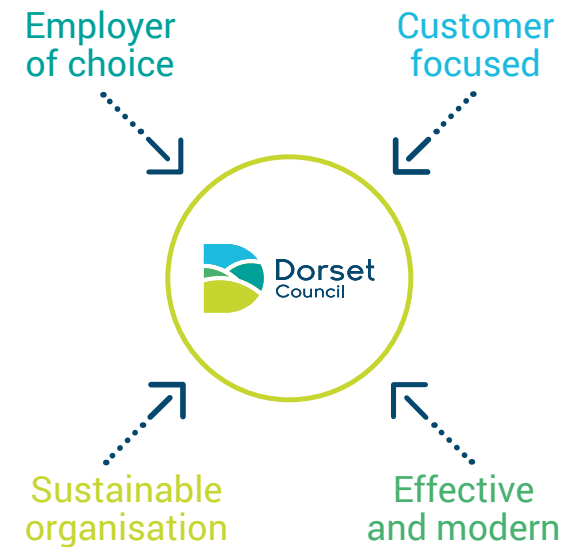 Employer
of choice
Customer
focused
Dorset
Council
Sustainable
organisation
Effective
and modern